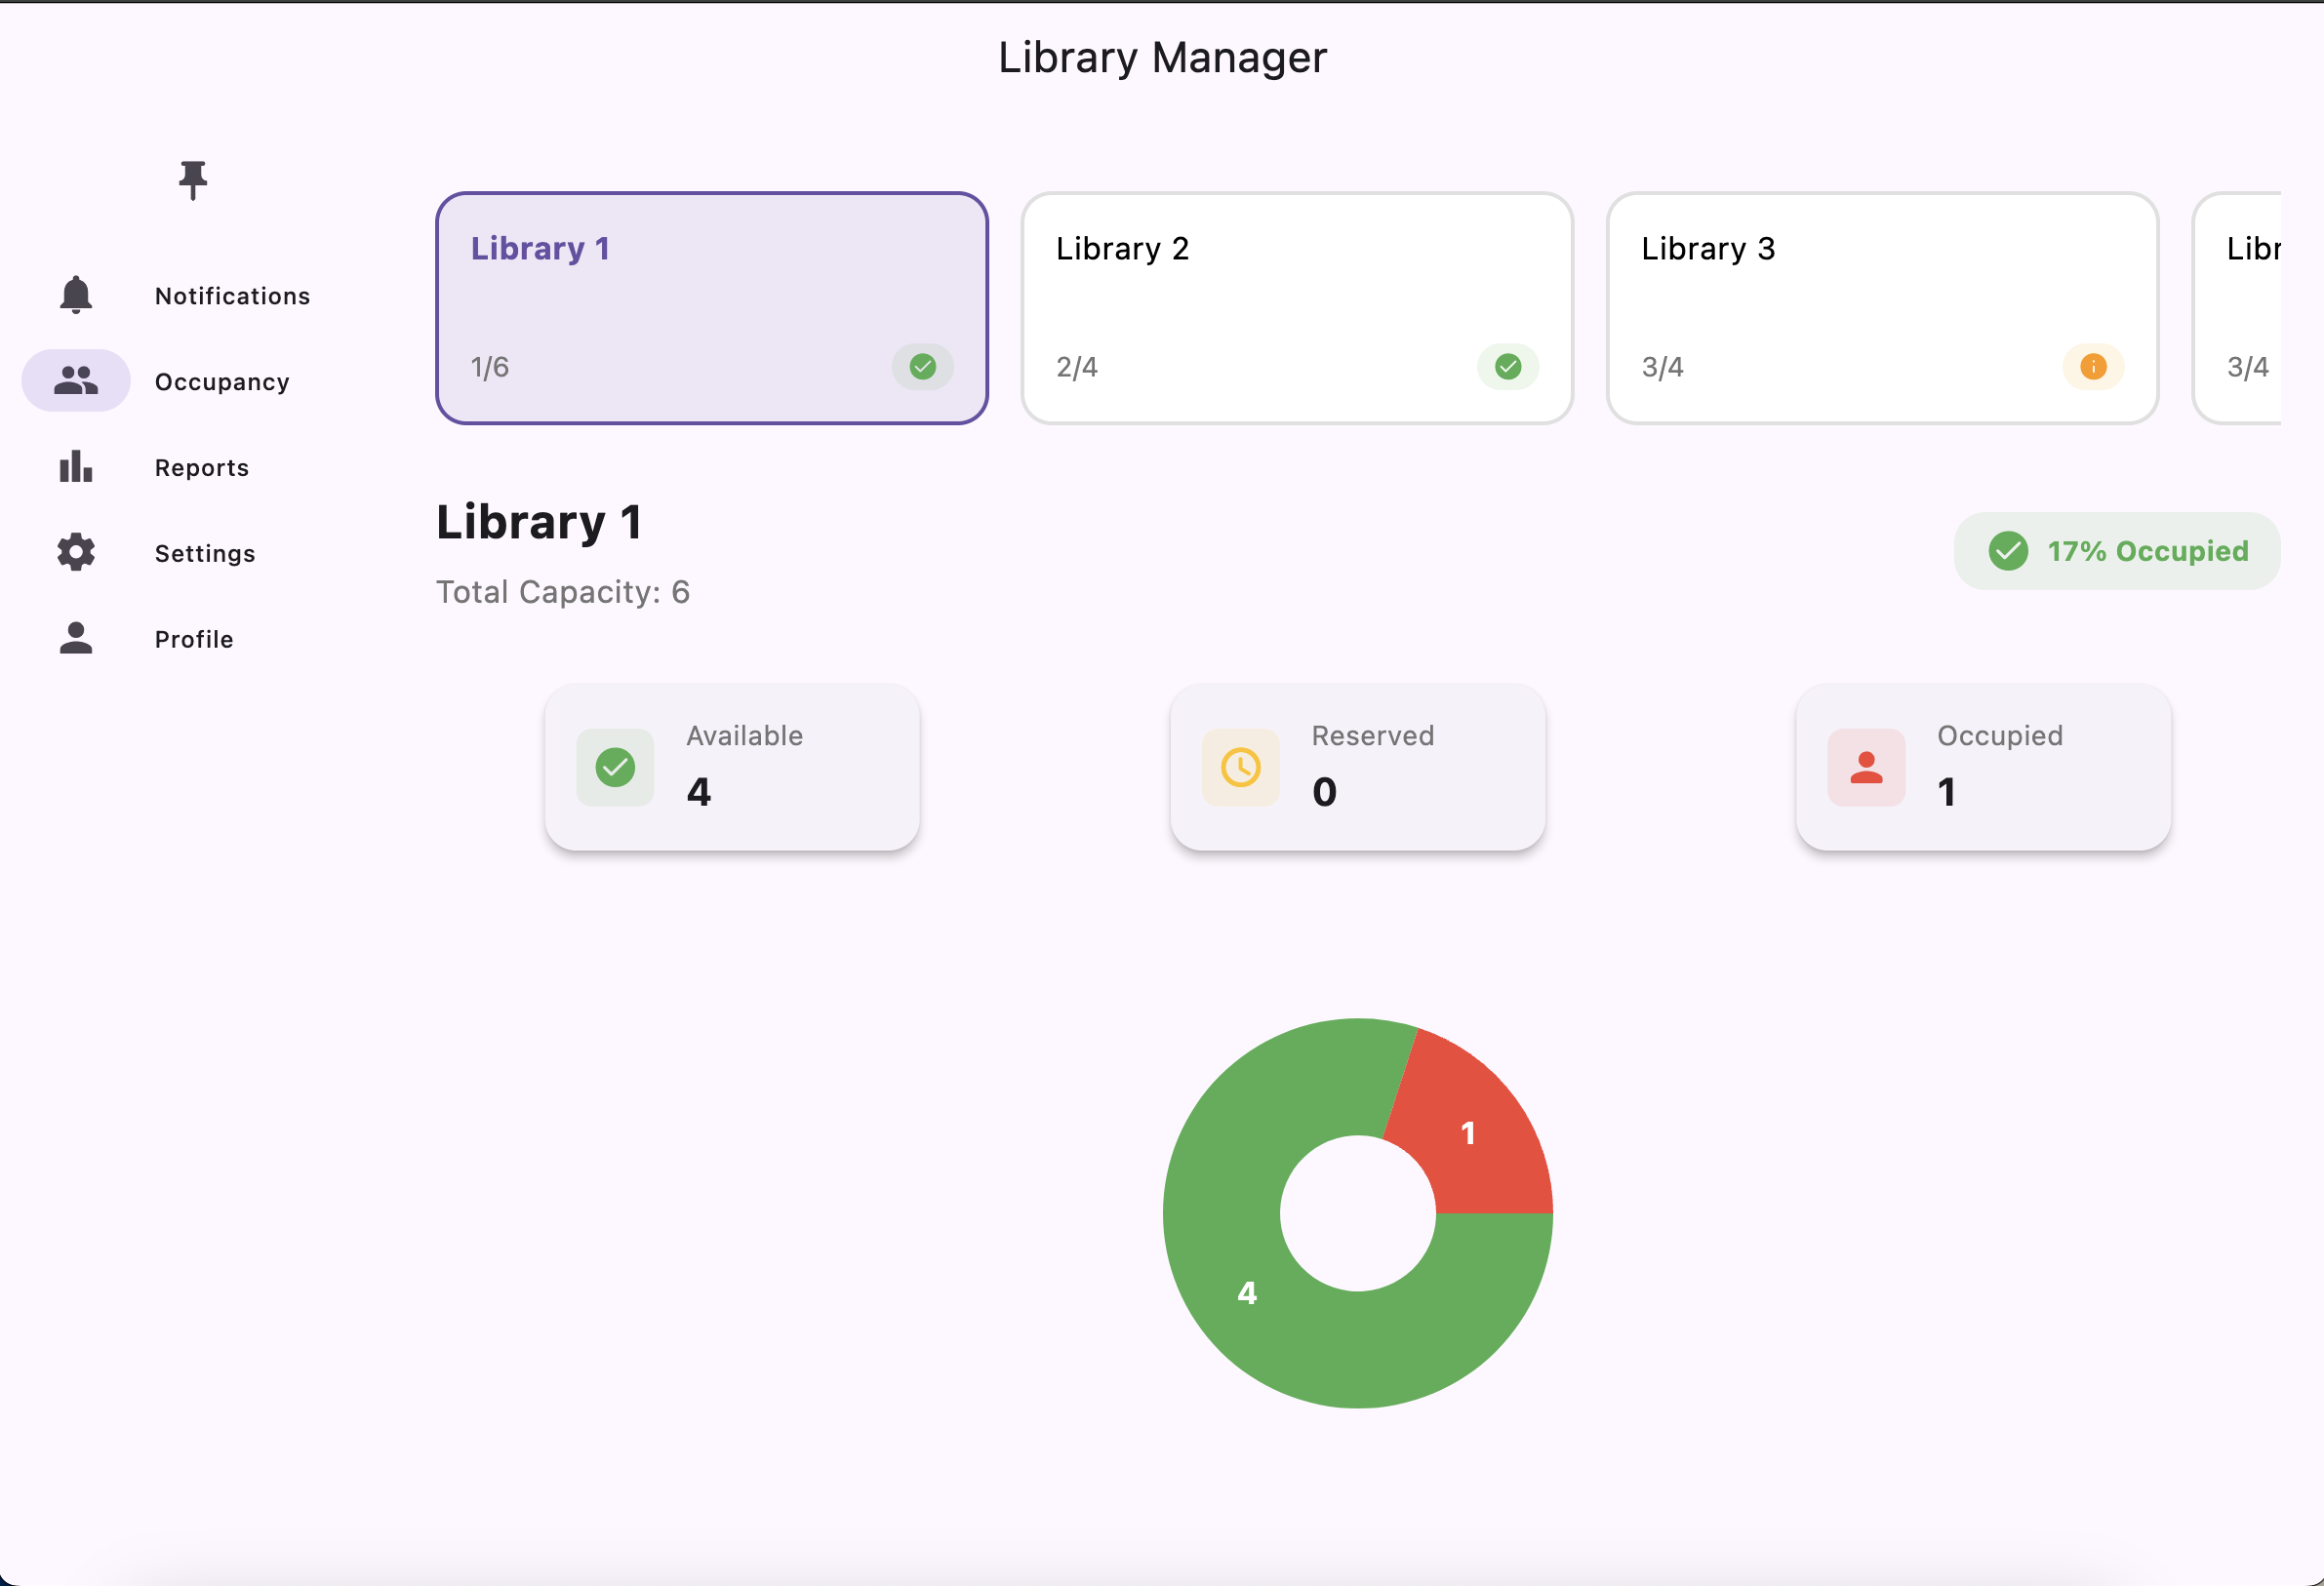 Library Manager
Notifications
Occupancy
Reports
Settings
Profile
Library 1
1/6
Library 2
2/4
Library 3
3/4
Libr
3/4
Library 1
Total Capacity: 6
17% Occupied
Available
4
Reserved
0
Occupied
1
1
4